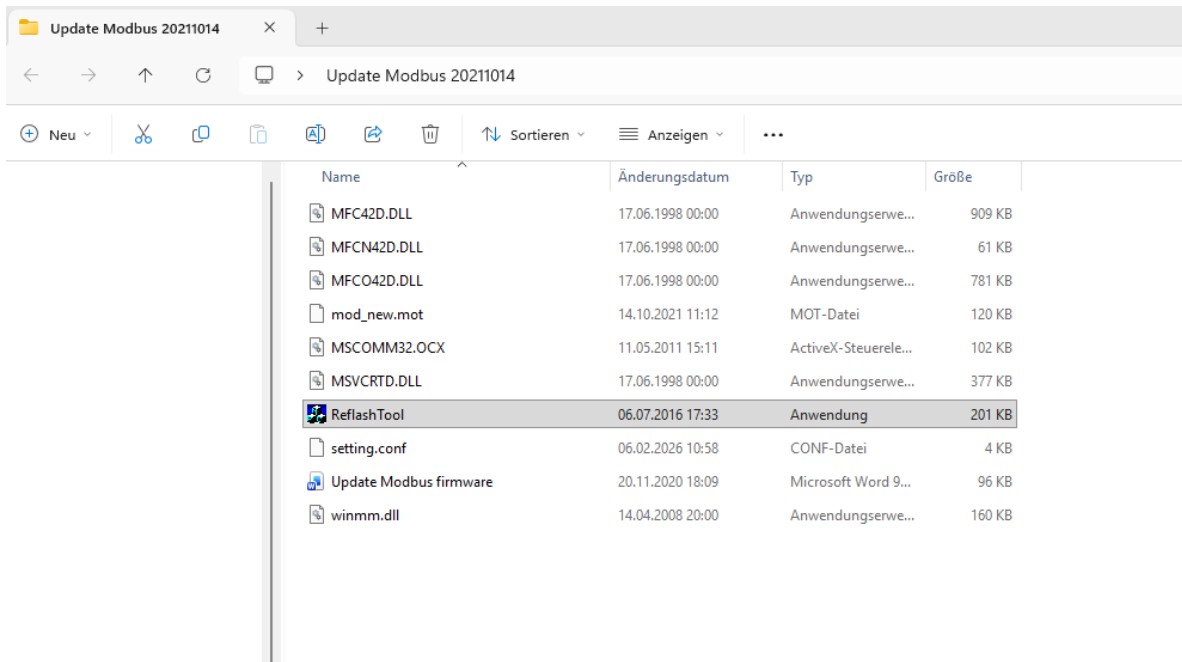 Update Modbus 20211014
Update Modbus 20211014
Neu Sortieren Anzeigen
Name Änderungsdatum Typ Größe
MFC42D.DLL 17.06.1998 00:00 Anwendungserwe... 909 KB
MFCN42D.DLL 17.06.1998 00:00 Anwendungserwe... 61 KB
MFCO42D.DLL 17.06.1998 00:00 Anwendungserwe... 781 KB
mod_new.mot 14.10.2021 11:12 MOT-Datei 120 KB
MSCOMM32.OCX 11.05.2011 15:11 ActiveX-Steuerele... 102 KB
MSVCRTD.DLL 17.06.1998 00:00 Anwendungserwe... 377 KB
ReflashTool 06.07.2016 17:33 Anwendung 201 KB
setting.conf 06.02.2026 10:58 CONF-Datei 4 KB
Update Modbus firmware 20.11.2020 18:09 Microsoft Word 9... 96 KB
winmm.dll 14.04.2008 20:00 Anwendungserwe... 160 KB